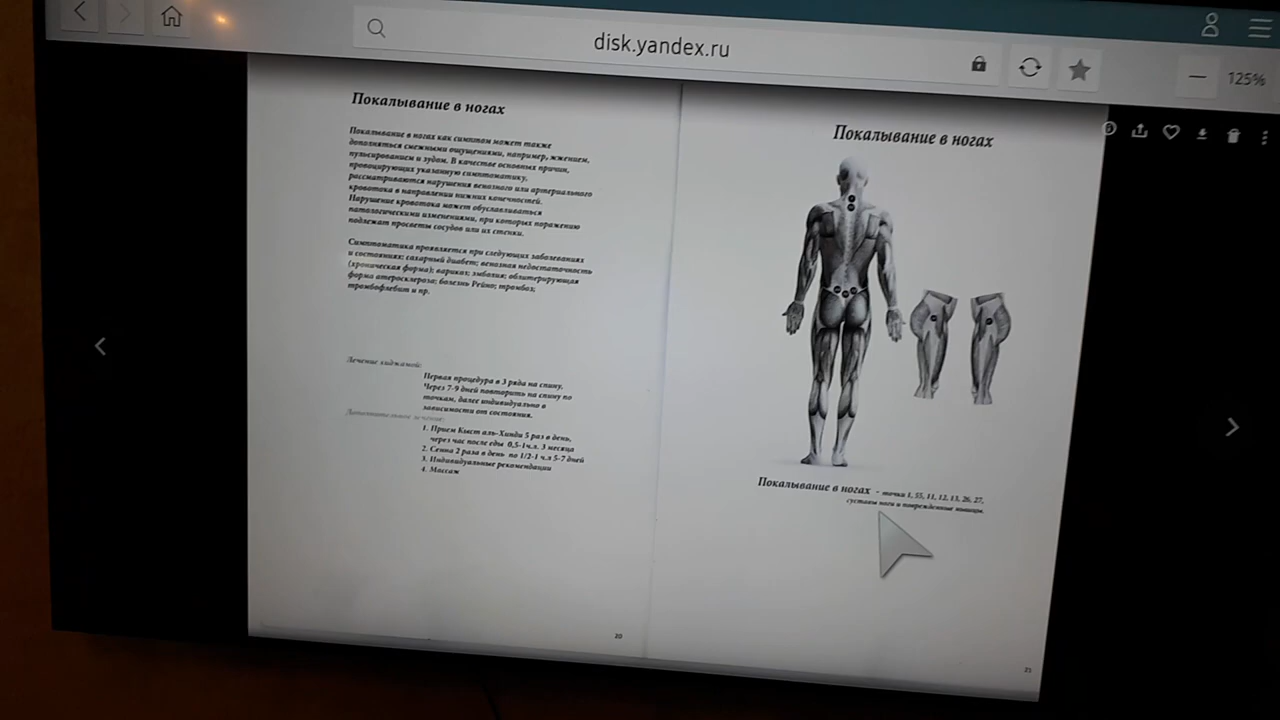 disk.yandex.ru
125%
Покалывание в ногах
Покалывание в ногах как симптом может также
дополняться смежными ощущениями, например, жжением,
пульсированием и зудом. В качестве основных причин,
провоцирующих указанную симптоматику,
рассматриваются нарушения венозного или артериального
кровотока в направлении нижних конечностей.
Нарушение кровотока может обуславливаться
патологическими изменениями, при которых поражению
подлежат просветы сосудов или их стенки.
Симптоматика проявляется при следующих заболеваниях
и состояниях: сахарный диабет; венозная недостаточность
(хроническая форма); варикоз; эмболия; облитерирующая
форма атеросклероза; болезнь Рейно; тромбоз;
тромбофлебит и пр.
Лечение хиджамой:
Первая процедура в 3 ряда на спину,
Через 7-9 дней повторить на спину по
точкам, далее индивидуально в
зависимости от состояния.
Дополнительное лечение:
1. Прием Кыст аль-Хинди 5 раз в день,
через час после еды 0,5-1ч.л. 3 месяца
2. Сенна 2 раза в день по 1/2-1 ч.л 5-7 дней
3. Индивидуальные рекомендации
4. Массаж
20
Покалывание в ногах
Покалывание в ногах - точки 1, 55, 11, 12, 13, 26, 27,
суставы ноги и поврежденные мышцы.
21